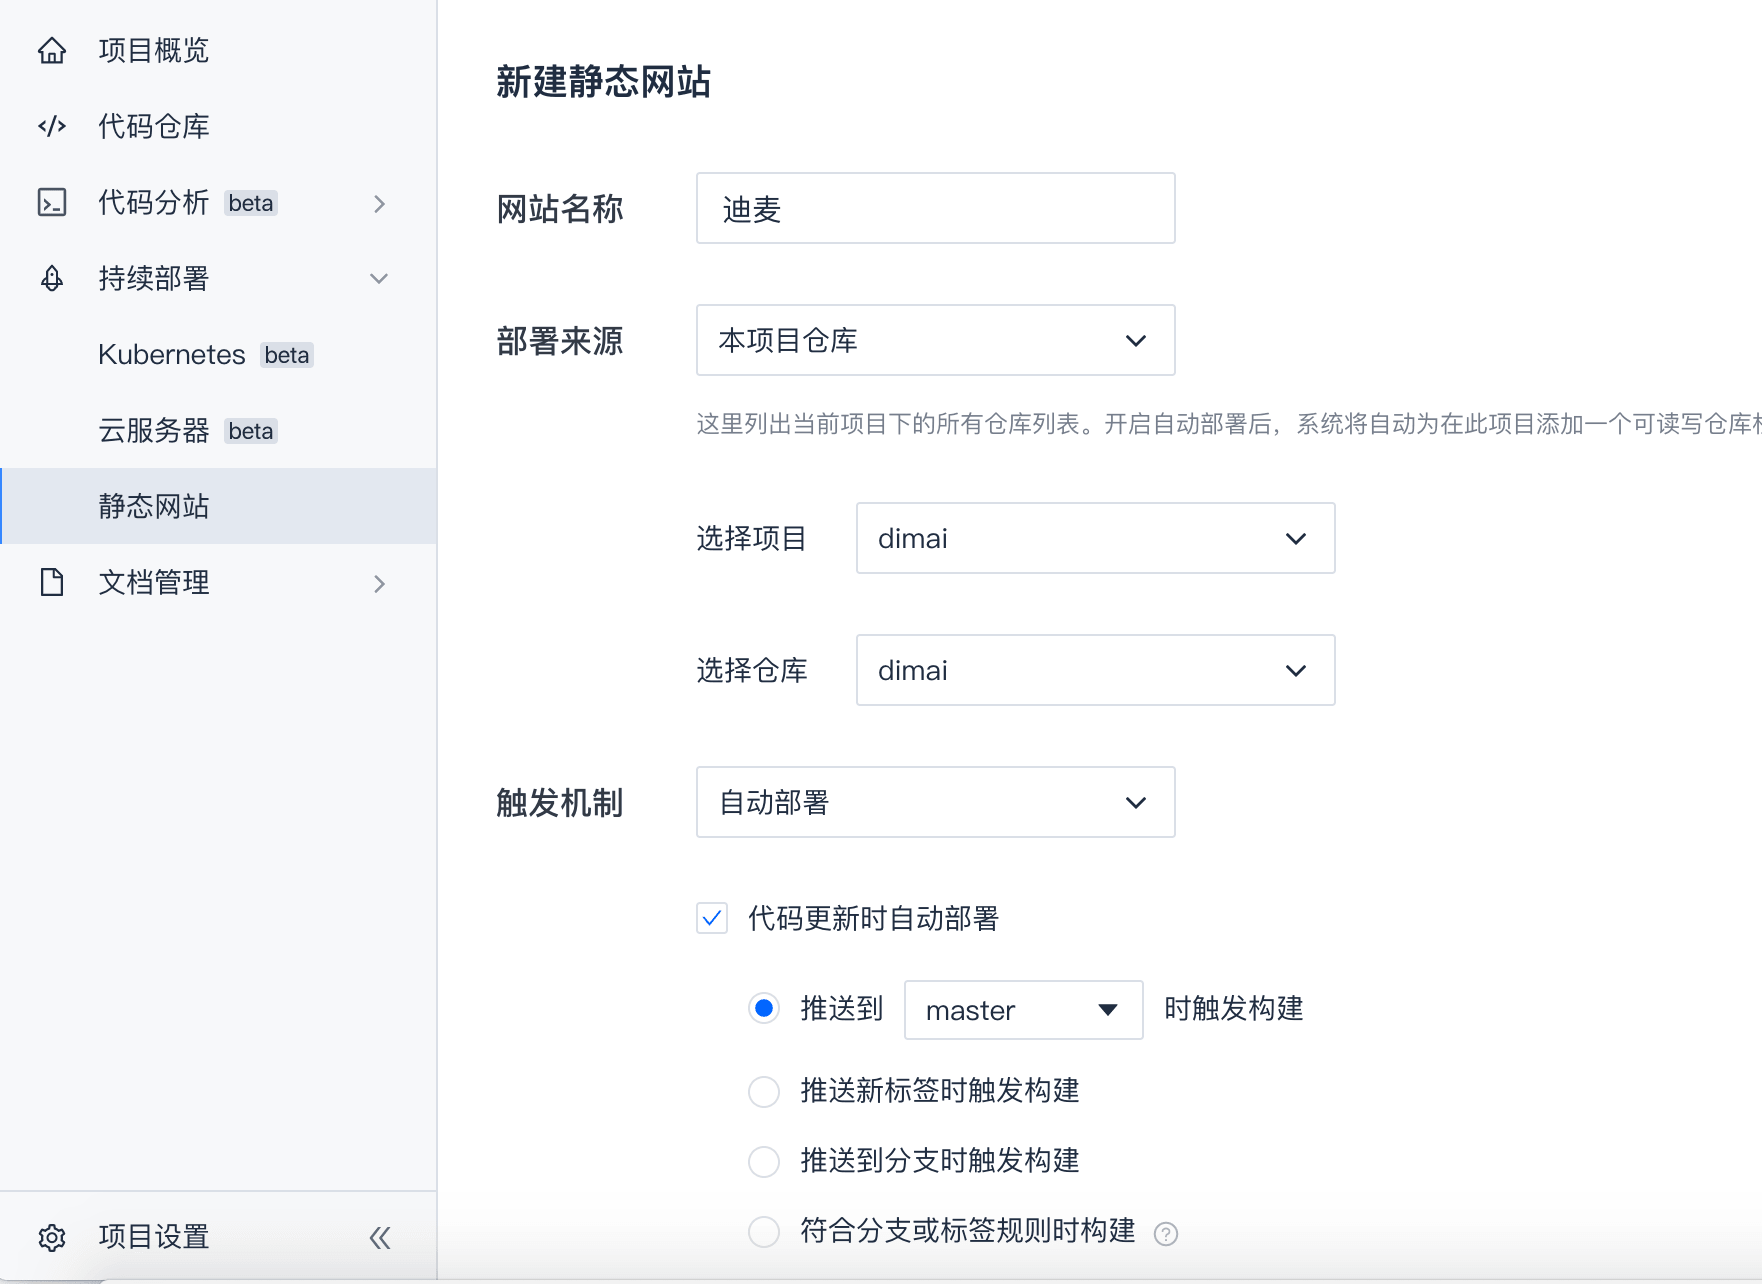 项目概览
代码仓库
代码分析 beta
持续部署
Kubernetes beta
云服务器 beta
静态网站
文档管理
项目设置
新建静态网站
网站名称 迪麦
部署来源 本项目仓库
这里列出当前项目下的所有仓库列表。开启自动部署后，系统将自动为在此项目添加一个可读写仓库
选择项目 dimai
选择仓库 dimai
触发机制 自动部署
代码更新时自动部署
推送到 master 时触发构建
推送新标签时触发构建
推送到分支时触发构建
符合分支或标签规则时构建 ?